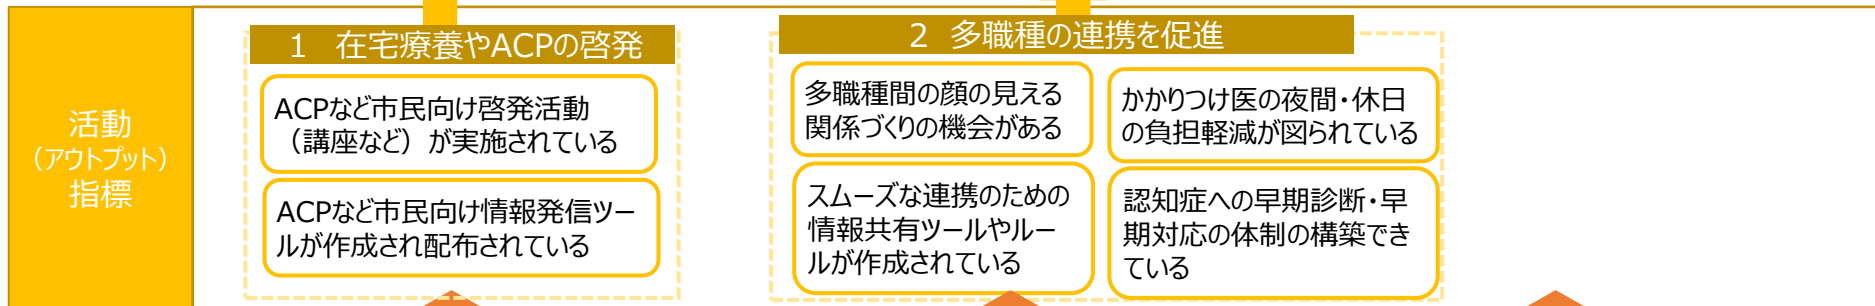 活動
（アウトプット）
指標
1　在宅療養やACPの啓発
ACPなど市民向け啓発活動
（講座など）が実施されている
ACPなど市民向け情報発信ツー
ルが作成され配布されている
2　多職種の連携を促進
多職種間の顔の見える
関係づくりの機会がある
かかりつけ医の夜間・休日
の負担軽減が図られている
スムーズな連携のための
情報共有ツールやルー
ルが作成されている
認知症への早期診断・早
期対応の体制の構築でき
ている